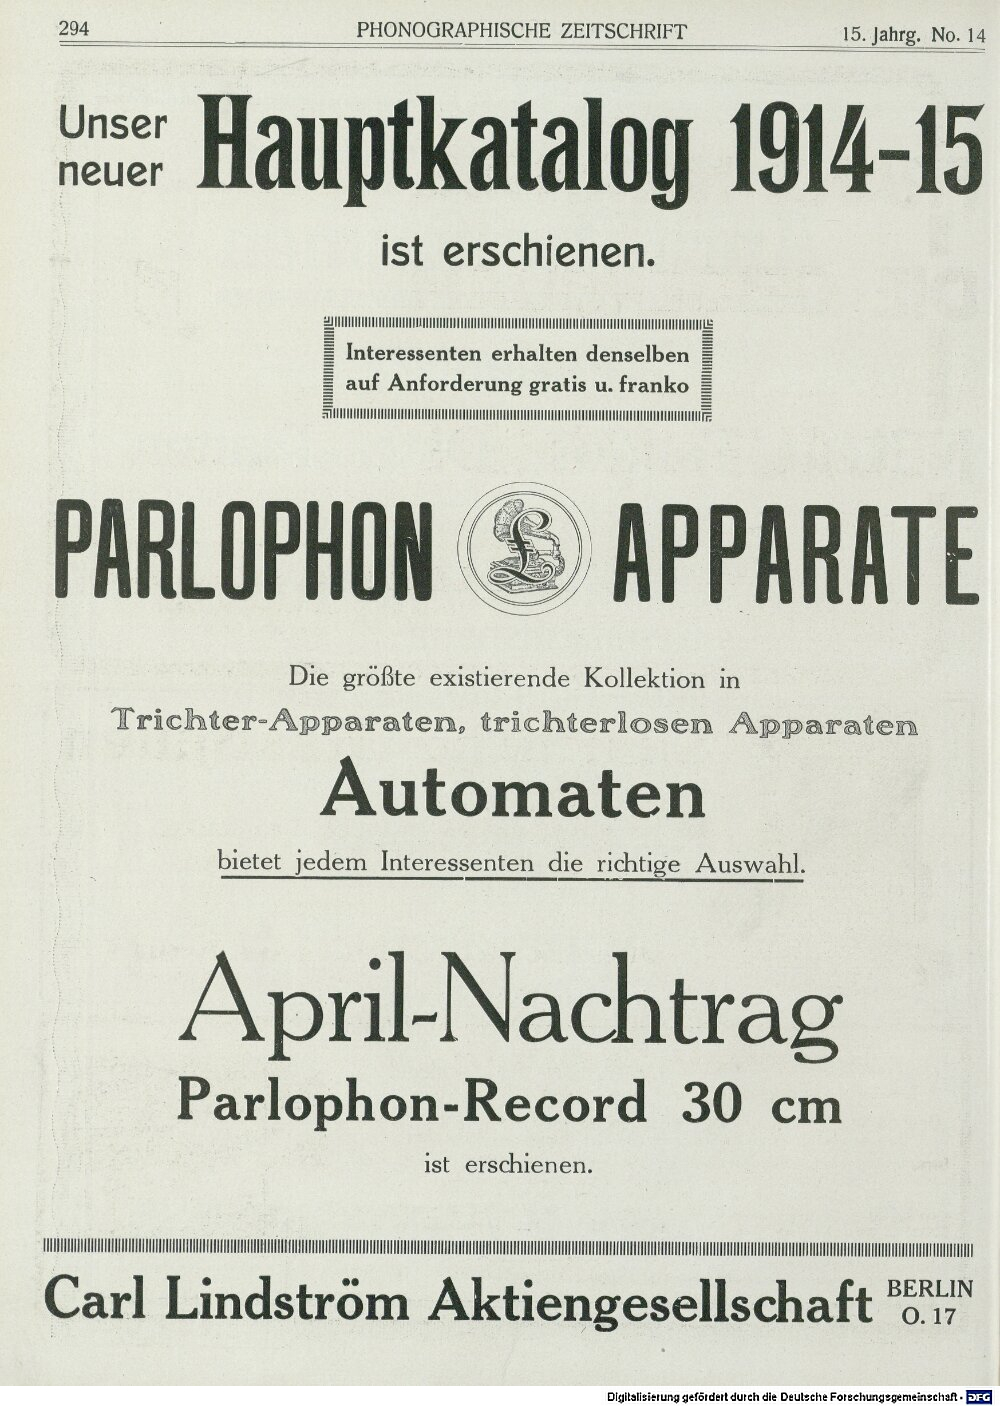 294 PHONOGRAPHISCHE ZEITSCHRIFT 15. Jahrg. No. 14
Unser neuer Hauptkatalog 1914-15
ist erschienen.
Interessenten erhalten denselben
auf Anforderung gratis u. franko
PARLOPHON £ APPARATE
Die größte existierende Kollektion in
Trichter-Apparaten, trichterlosen Apparaten
Automaten
bietet jedem Interessenten die richtige Auswahl.
April-Nachtrag
Parlophon-Record 30 cm
ist erschienen.
Carl Lindström Aktiengesellschaft BERLIN O. 17
Digitalisierung gefördert durch die Deutsche Forschungsgemeinschaft - DFG